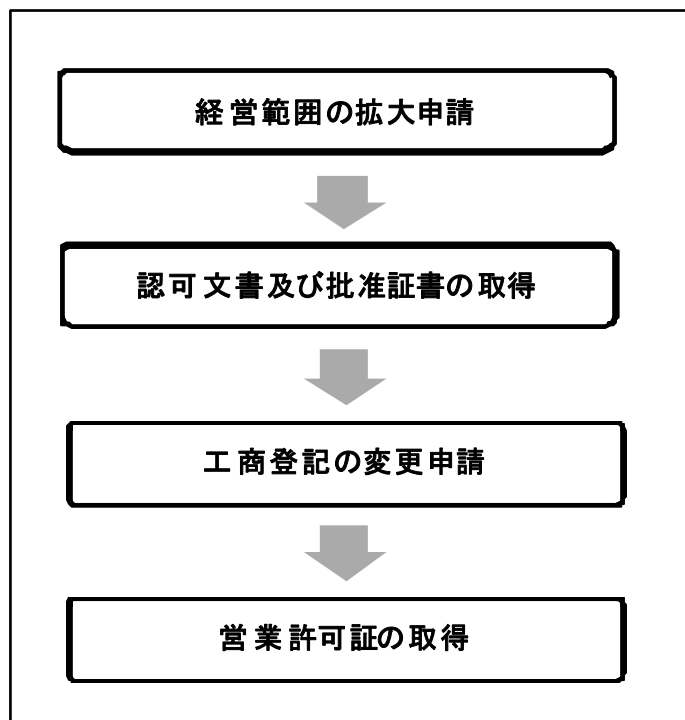 経営範囲の拡大申請
認可文書及び批准証書の取得
工商登記の変更申請
営業許可証の取得